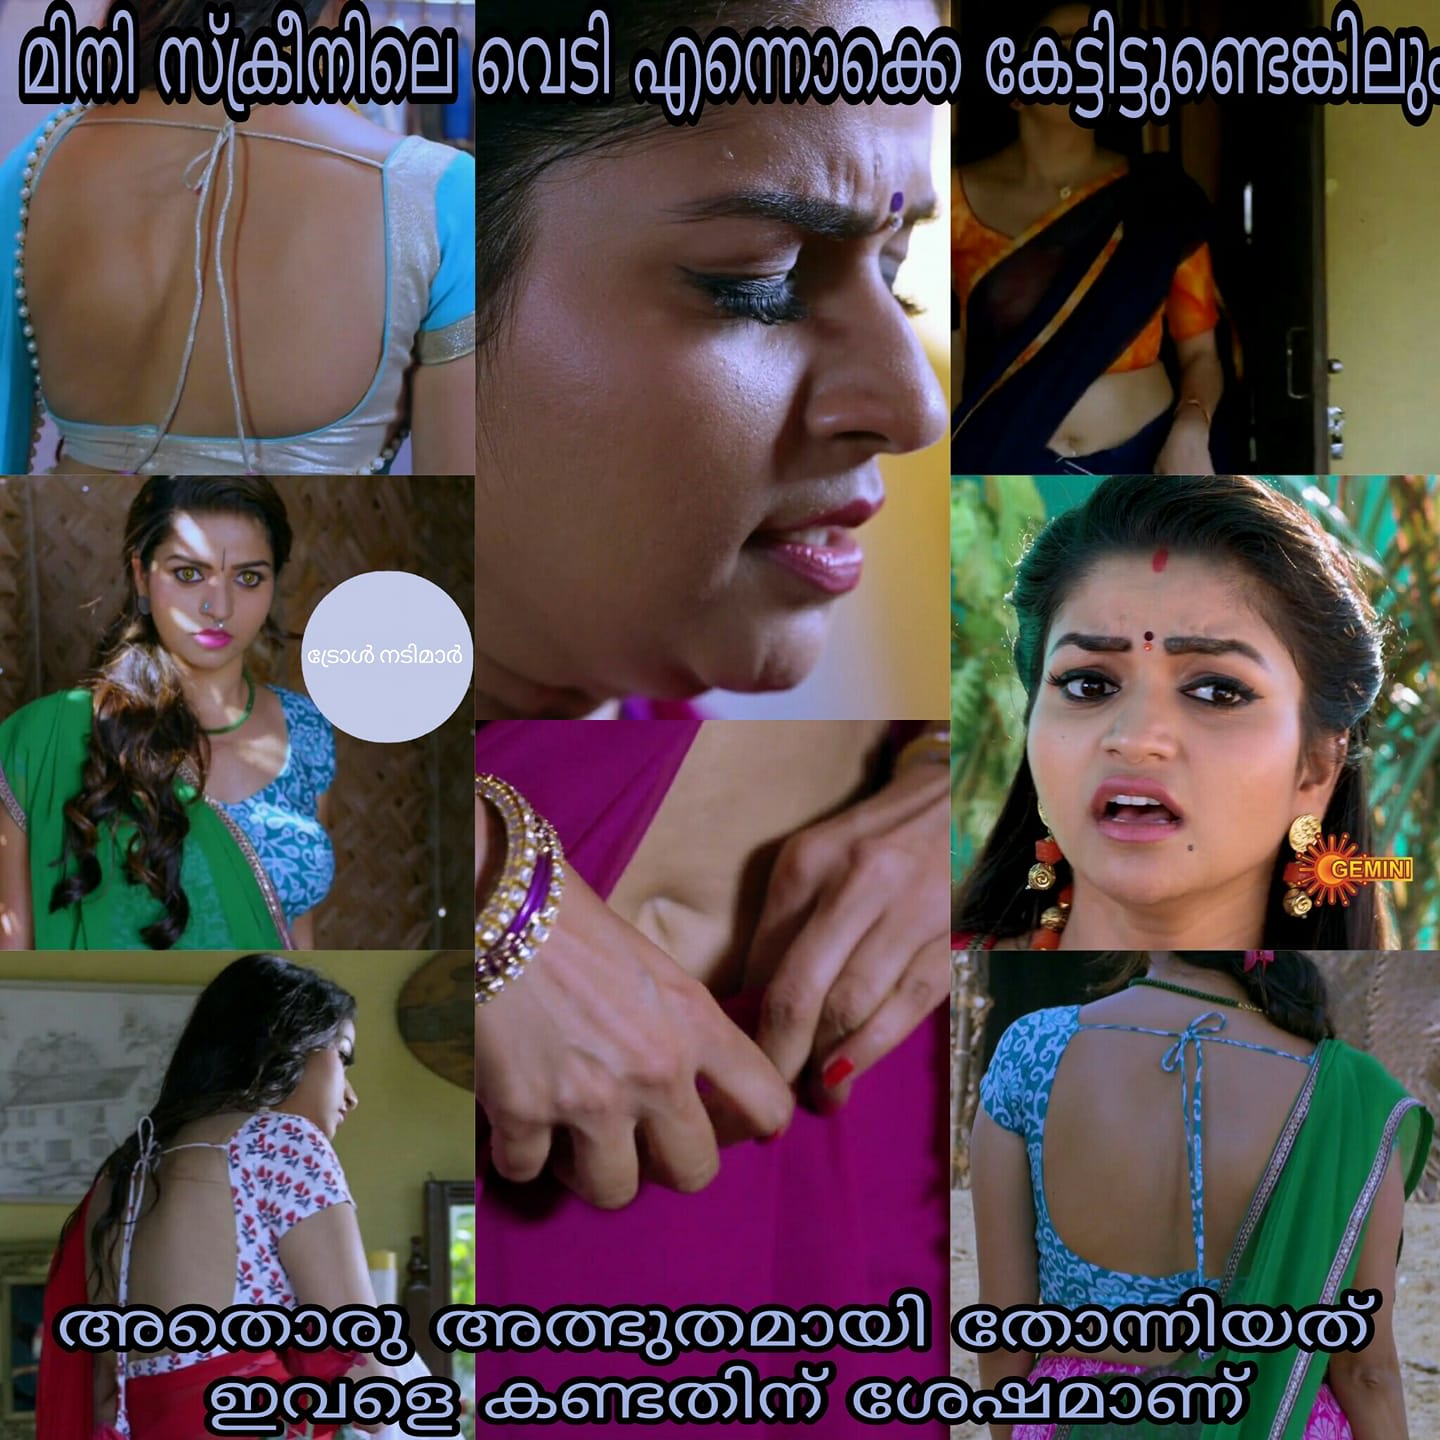 മിനി സ്ക്രീനിലെ വെടി എന്നൊക്കെ കേട്ടിട്ടുണ്ടെങ്കിലും
ട്രോൾ നടിമാർ
GEMINI
അതൊരു അത്ഭുതമായി തോന്നിയത്
ഇവളെ കണ്ടതിന് ശേഷമാണ്